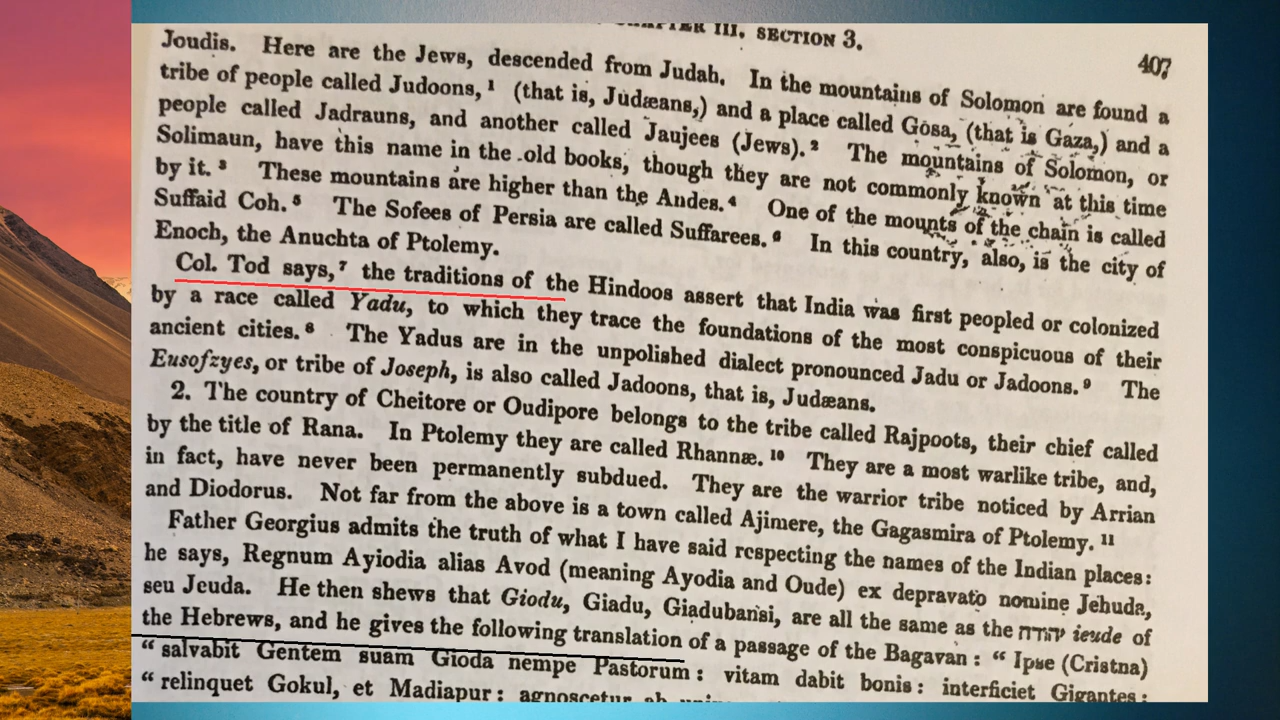 CHAPTER III, SECTION 3.
407
Joudis. Here are the Jews, descended from Judah. In the mountains of Solomon are found a
tribe of people called Judoons, ¹ (that is, Judæans,) and a place called Gosa, (that is Gaza,) and a
people called Jadrauns, and another called Jaujees (Jews). ² The mountains of Solomon, or
Solimaun, have this name in the old books, though they are not commonly known at this time
by it. ³ These mountains are higher than the Andes. ⁴ One of the mounts of the chain is called
Suffaid Coh. ⁵ The Sofees of Persia are called Suffarees. ⁶ In this country, also, is the city of
Enoch, the Anuchta of Ptolemy.
Col. Tod says, ⁷ the traditions of the Hindoos assert that India was first peopled or colonized
by a race called Yadu, to which they trace the foundations of the most conspicuous of their
ancient cities. ⁸ The Yadus are in the unpolished dialect pronounced Jadu or Jadoons. ⁹ The
Eusofzyes, or tribe of Joseph, is also called Jadoons, that is, Judæans.
2. The country of Cheitore or Oudipore belongs to the tribe called Rajpoots, their chief called
by the title of Rana. In Ptolemy they are called Rhannæ. ¹⁰ They are a most warlike tribe, and,
in fact, have never been permanently subdued. They are the warrior tribe noticed by Arrian
and Diodorus. Not far from the above is a town called Ajimere, the Gagasmira of Ptolemy. ¹¹
Father Georgius admits the truth of what I have said respecting the names of the Indian places:
he says, Regnum Ayiodia alias Avod (meaning Ayodia and Oude) ex depravato nomine Jehuda,
seu Jeuda. He then shews that Giodu, Giadu, Giadubansi, are all the same as the יהודה ieude of
the Hebrews, and he gives the following translation of a passage of the Bagavan: “ Ipse (Cristna)
“ salvabit Gentem suam Gioda nempe Pastorum: vitam dabit bonis: interficiet Gigantes:
“ relinquet Gokul, et Madiapur: agnoscetur ab